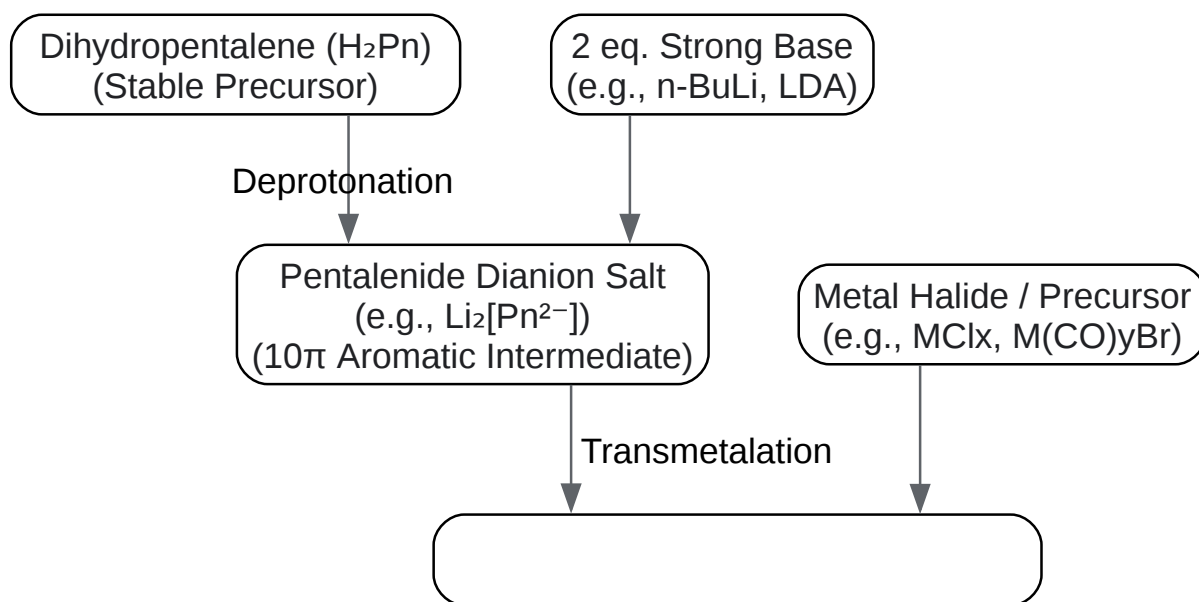 Dihydropentalene (H₂Pn)
(Stable Precursor)
2 eq. Strong Base
(e.g., n-BuLi, LDA)
Deprotonation
Pentalenide Dianion Salt
(e.g., Li₂[Pn²⁻])
(10π Aromatic Intermediate)
Metal Halide / Precursor
(e.g., MClx, M(CO)yBr)
Transmetalation